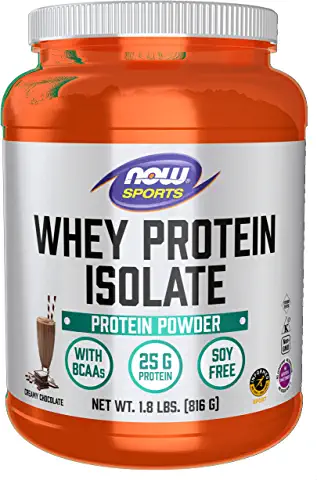 NOW
SPORTS
WHEY PROTEIN
ISOLATE
PROTEIN POWDER
WITH
BCAAs
25 G
PROTEIN
SOY
FREE
CREAMY CHOCOLATE
NET WT. 1.8 LBS. (816 G)